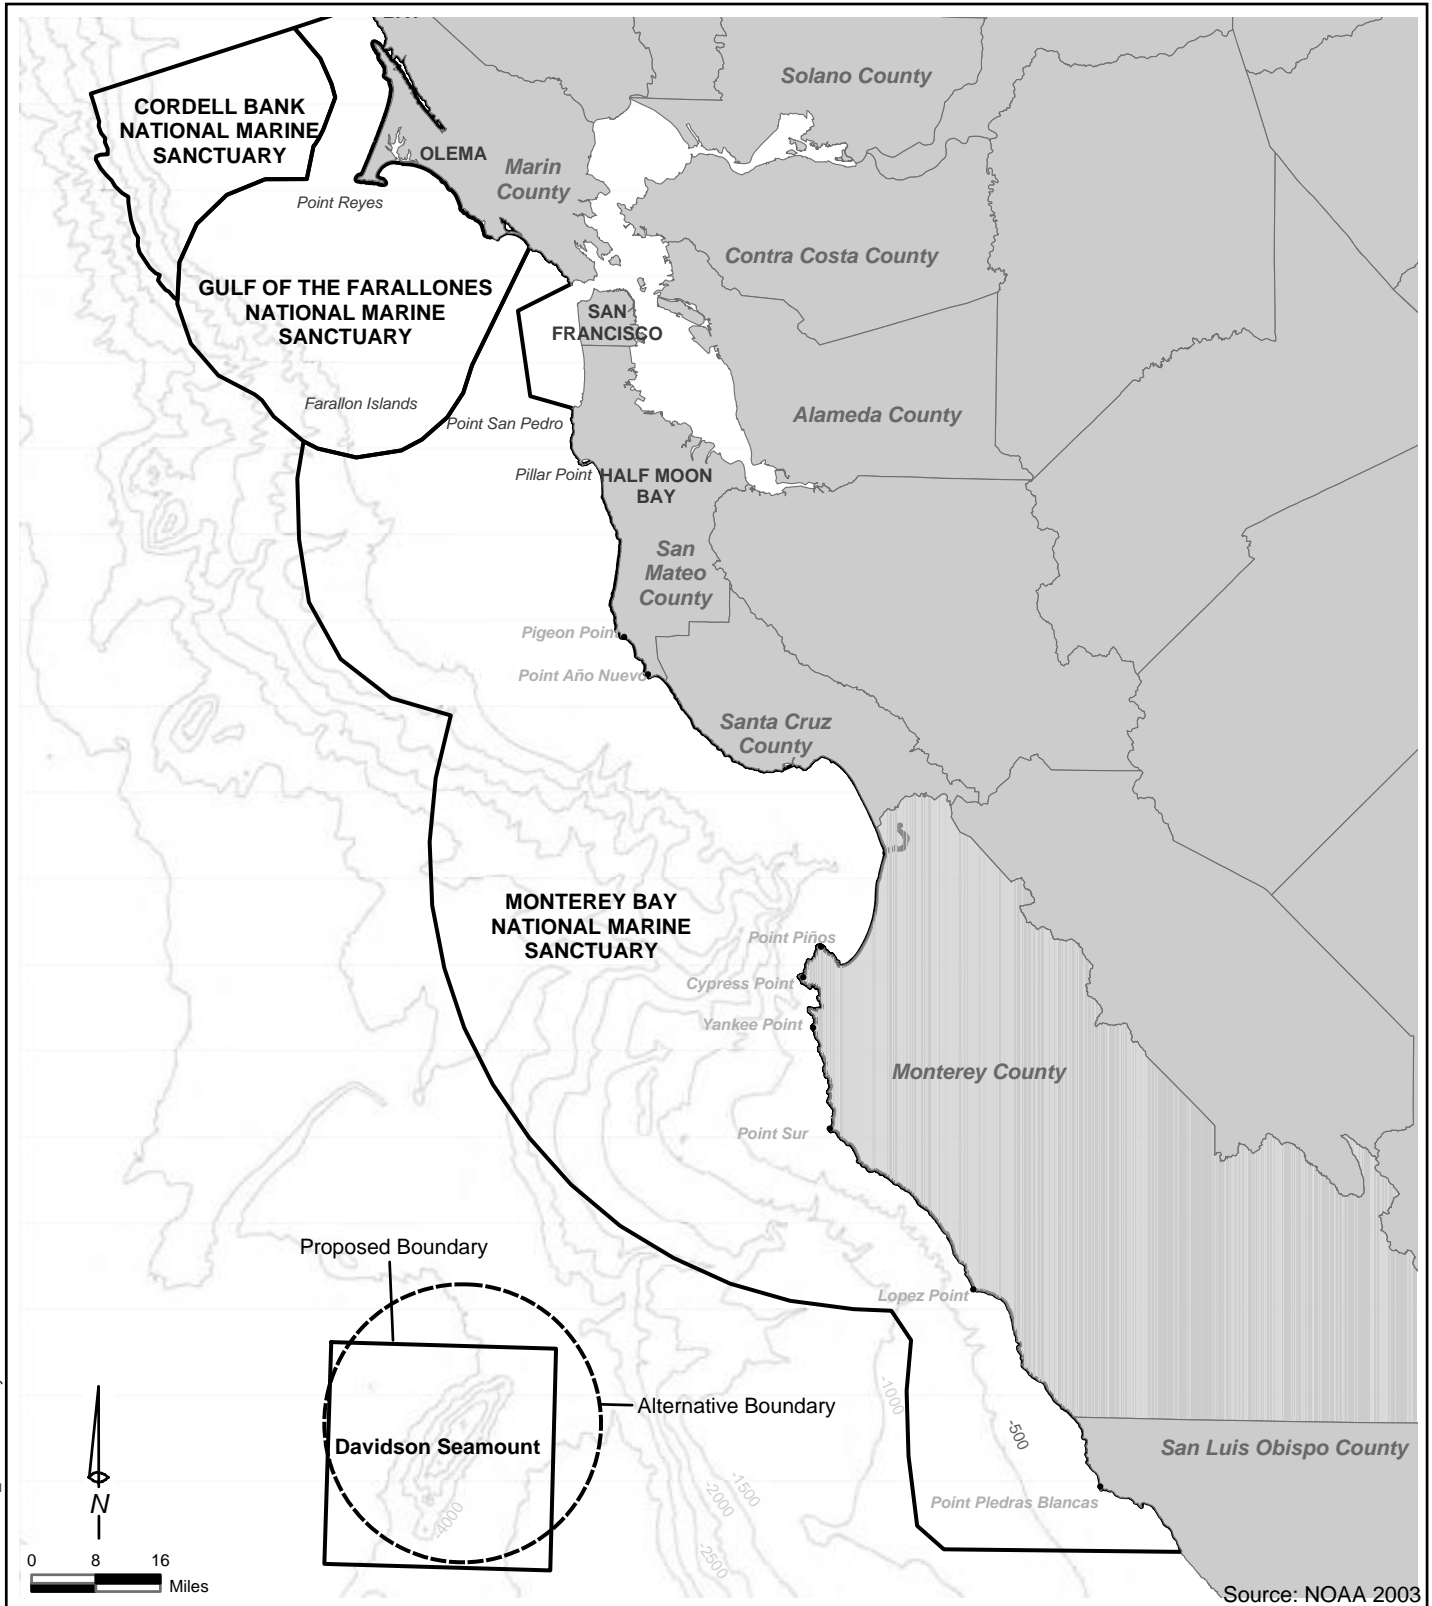 Solano County
CORDELL BANK
NATIONAL MARINE
SANCTUARY
OLEMA
Marin
County
Point Reyes
Contra Costa County
GULF OF THE FARALLONES
NATIONAL MARINE
SANCTUARY
SAN
FRANCISCO
Farallon Islands
Point San Pedro
Alameda County
Pillar Point
HALF MOON
BAY
San
Mateo
County
Pigeon Point
Point Año Nuevo
Santa Cruz
County
MONTEREY BAY
NATIONAL MARINE
SANCTUARY
Point Piños
Cypress Point
Yankee Point
Monterey County
Point Sur
Proposed Boundary
Lopez Point
-1000
Alternative Boundary
-500
Davidson Seamount
San Luis Obispo County
-1500
-2000
-4000
Point Pledras Blancas
-2500
N
0 8 16
Miles
Source: NOAA 2003